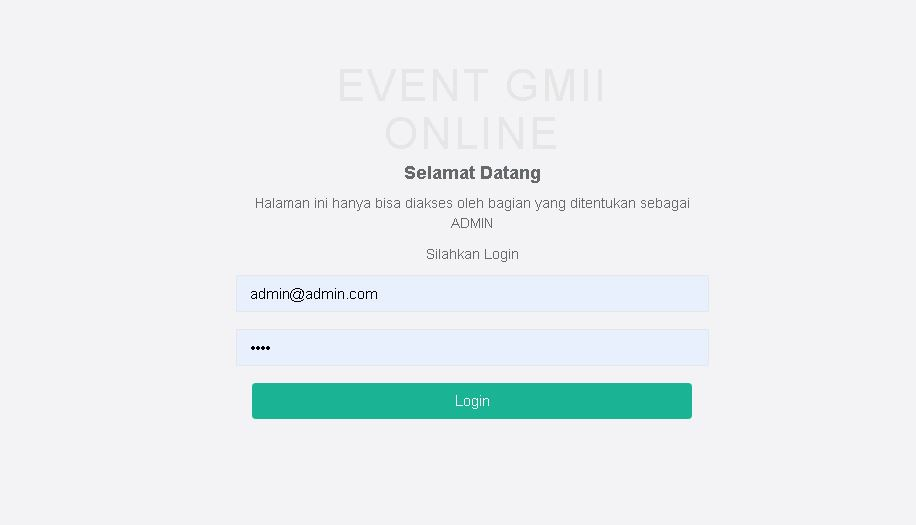 EVENT GMII
ONLINE
Selamat Datang
Halaman ini hanya bisa diakses oleh bagian yang ditentukan sebagai
ADMIN
Silahkan Login
admin@admin.com
••••
Login